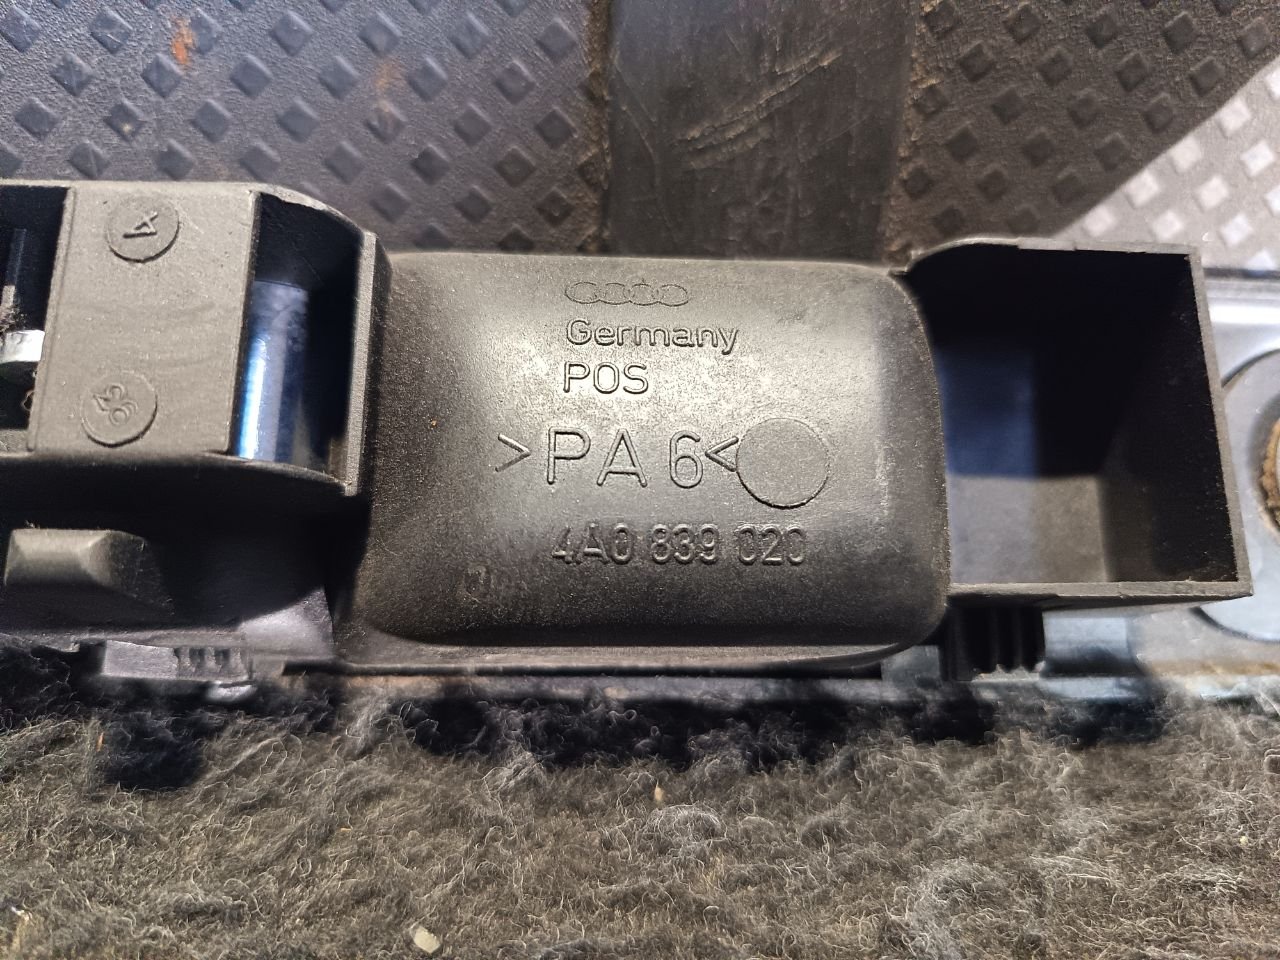 Germany
POS
>PA 6<
4A0 839 020
A